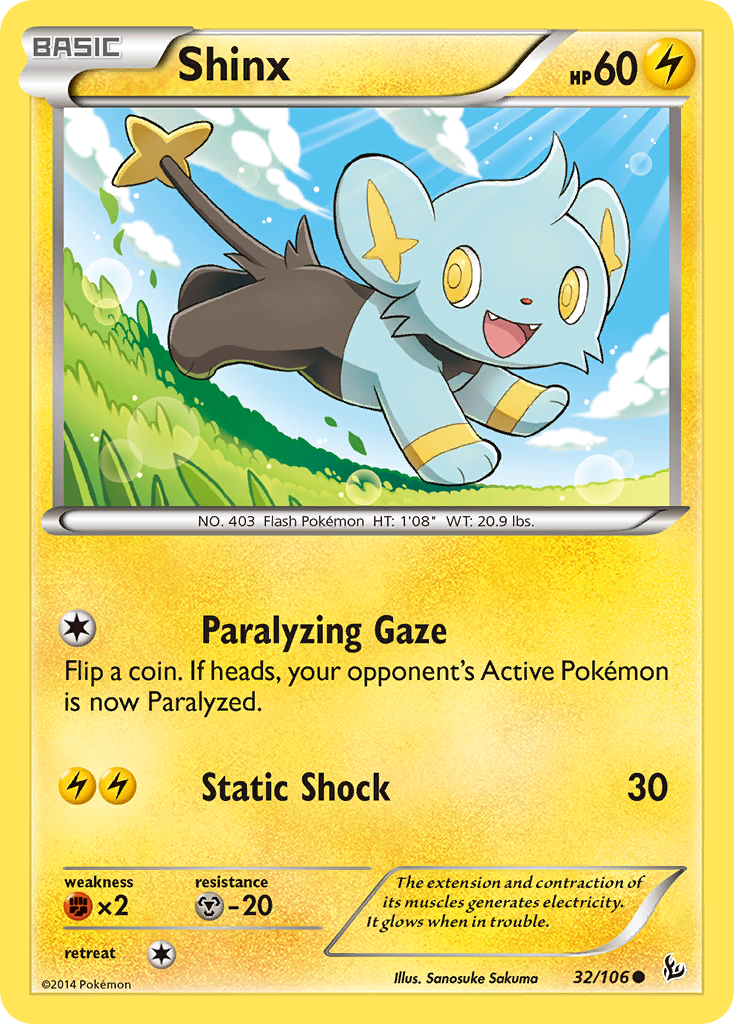 BASIC
Shinx
HP60
NO. 403 Flash Pokémon HT: 1'08" WT: 20.9 lbs.
Paralyzing Gaze
Flip a coin. If heads, your opponent's Active Pokémon
is now Paralyzed.
Static Shock 30
weakness resistance
×2 -20
The extension and contraction of
its muscles generates electricity.
It glows when in trouble.
retreat
©2014 Pokémon
Illus. Sanosuke Sakuma 32/106